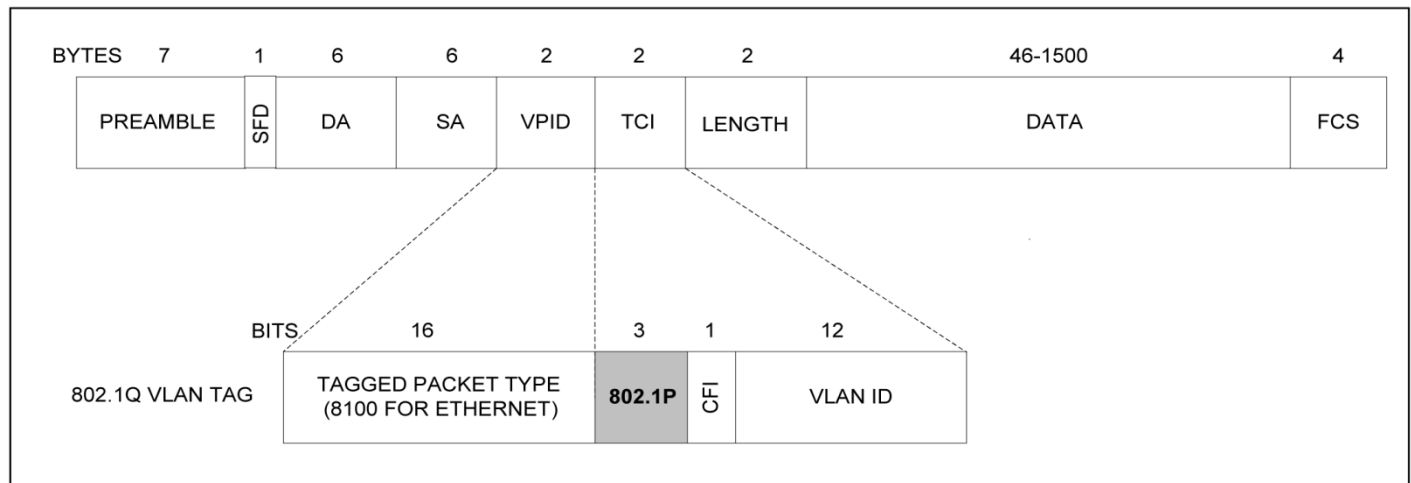 BYTES 7 1 6 6 2 2 2 46-1500 4
PREAMBLE SFD DA SA VPID TCI LENGTH DATA FCS
BITS 16 3 1 12
802.1Q VLAN TAG TAGGED PACKET TYPE 802.1P CFI VLAN ID
(8100 FOR ETHERNET)